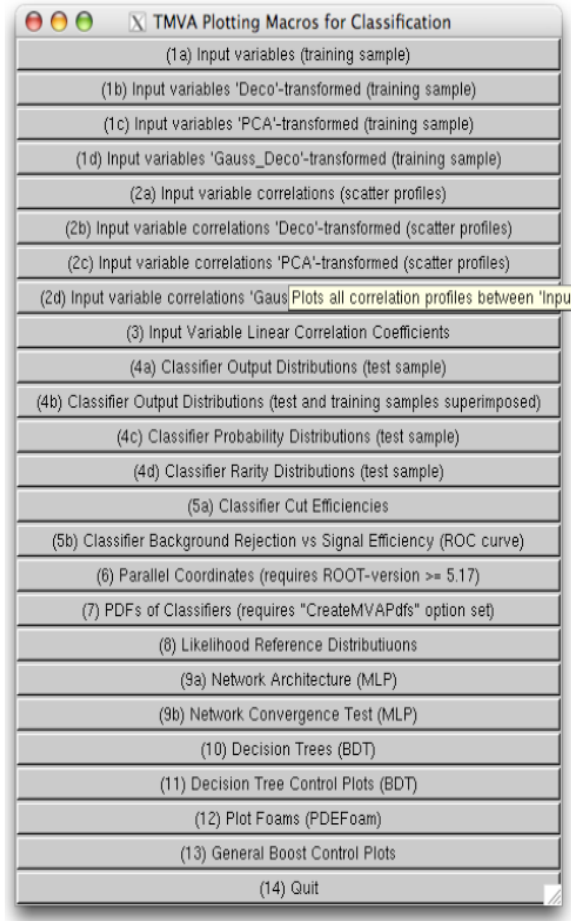 TMVA Plotting Macros for Classification
(1a) Input variables (training sample)
(1b) Input variables 'Deco'-transformed (training sample)
(1c) Input variables 'PCA'-transformed (training sample)
(1d) Input variables 'Gauss_Deco'-transformed (training sample)
(2a) Input variable correlations (scatter profiles)
(2b) Input variable correlations 'Deco'-transformed (scatter profiles)
(2c) Input variable correlations 'PCA'-transformed (scatter profiles)
(2d) Input variable correlations 'Gaus Plots all correlation profiles between 'Inpu
(3) Input Variable Linear Correlation Coefficients
(4a) Classifier Output Distributions (test sample)
(4b) Classifier Output Distributions (test and training samples superimposed)
(4c) Classifier Probability Distributions (test sample)
(4d) Classifier Rarity Distributions (test sample)
(5a) Classifier Cut Efficiencies
(5b) Classifier Background Rejection vs Signal Efficiency (ROC curve)
(6) Parallel Coordinates (requires ROOT-version >= 5.17)
(7) PDFs of Classifiers (requires "CreateMVAPdfs" option set)
(8) Likelihood Reference Distributiuons
(9a) Network Architecture (MLP)
(9b) Network Convergence Test (MLP)
(10) Decision Trees (BDT)
(11) Decision Tree Control Plots (BDT)
(12) Plot Foams (PDEFoam)
(13) General Boost Control Plots
(14) Quit